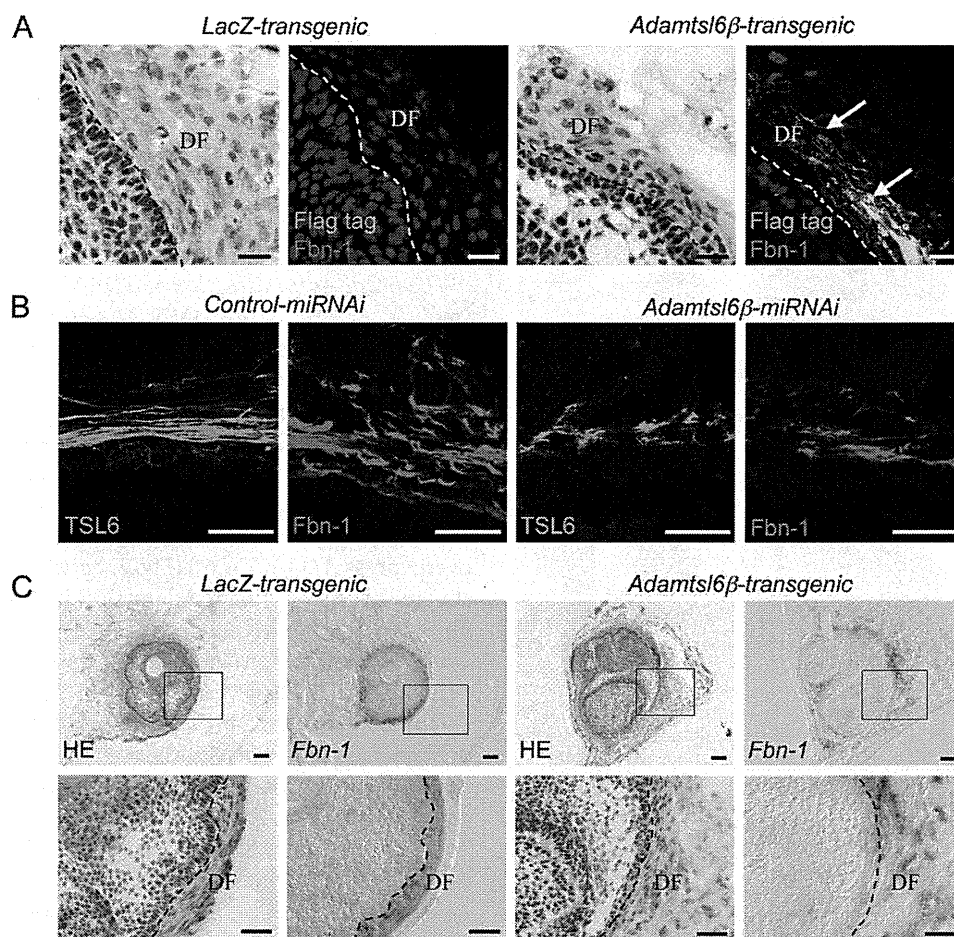 A
LacZ-transgenic
Adamtsl6β-transgenic
DF
DF
Flag tag
Fbn-1
DF
DF
Flag tag
Fbn-1
B
Control-miRNAi
Adamtsl6β-miRNAi
TSL6
Fbn-1
TSL6
Fbn-1
C
LacZ-transgenic
Adamtsl6β-transgenic
HE
Fbn-1
HE
Fbn-1
DF
DF
DF
DF